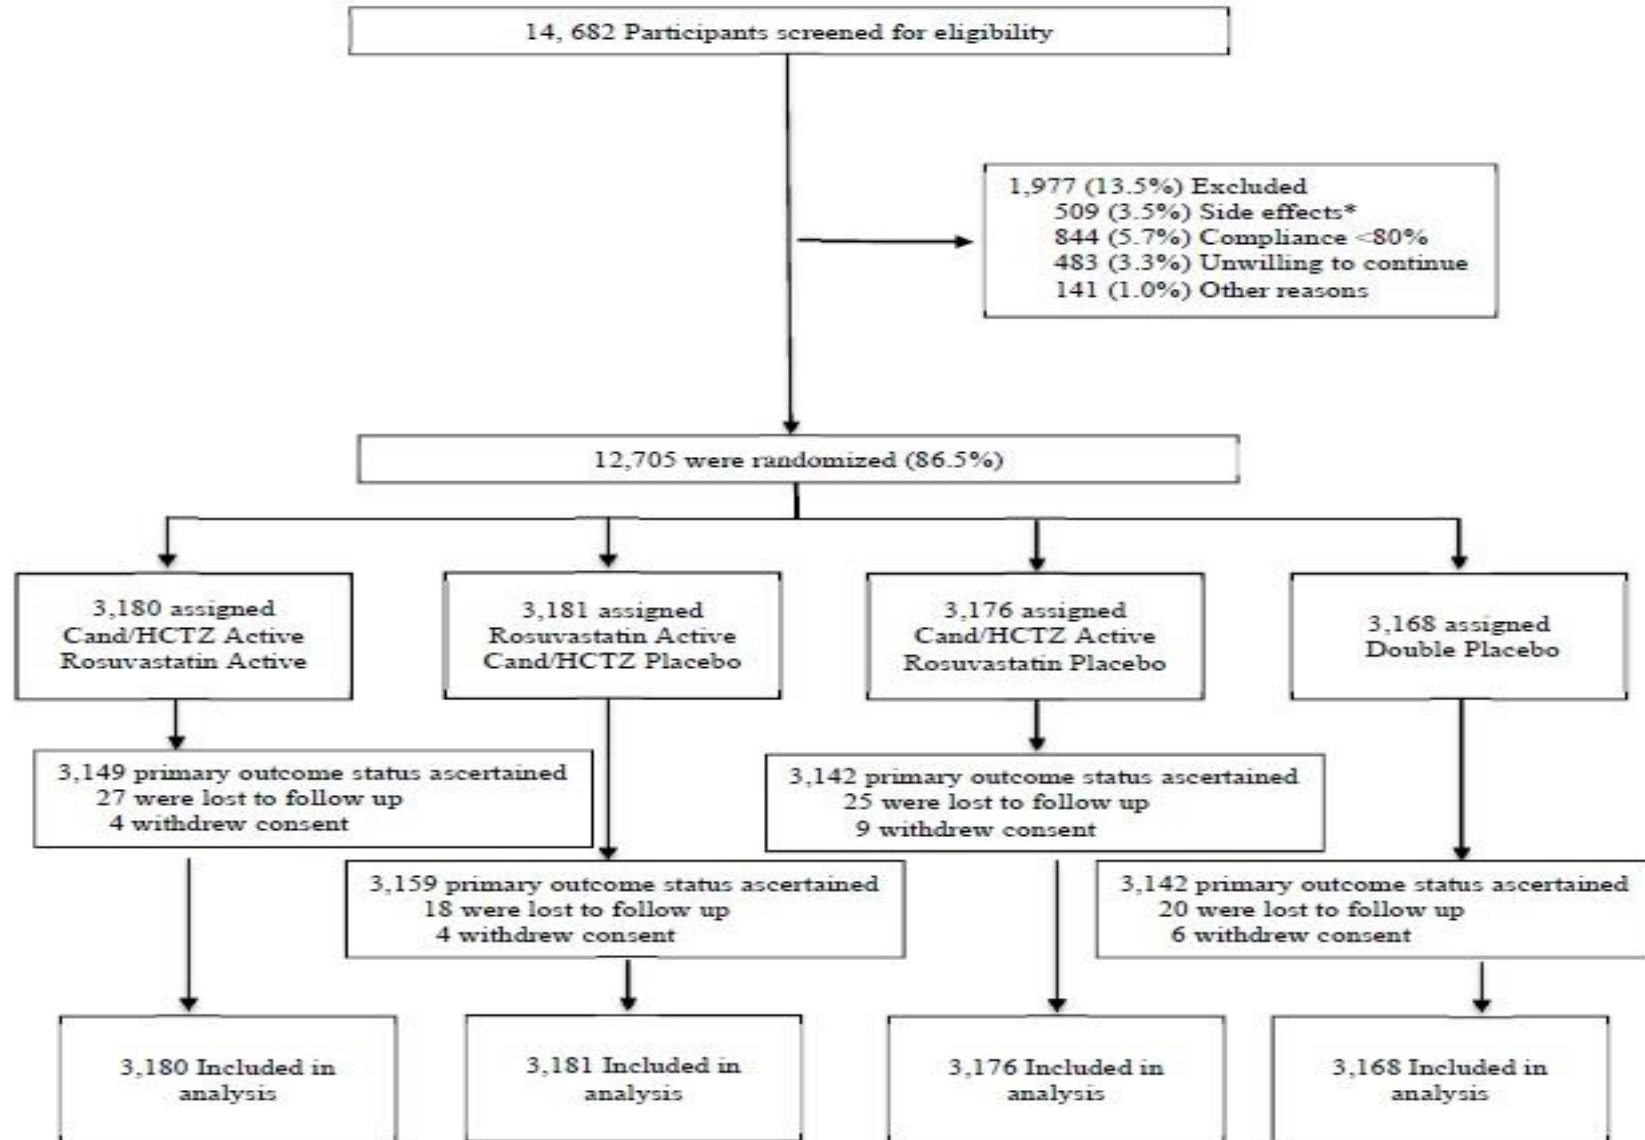 14, 682 Participants screened for eligibility
1,977 (13.5%) Excluded
509 (3.5%) Side effects*
844 (5.7%) Compliance <80%
483 (3.3%) Unwilling to continue
141 (1.0%) Other reasons
12,705 were randomized (86.5%)
3,180 assigned
Cand/HCTZ Active
Rosuvastatin Active
3,181 assigned
Rosuvastatin Active
Cand/HCTZ Placebo
3,176 assigned
Cand/HCTZ Active
Rosuvastatin Placebo
3,168 assigned
Double Placebo
3,149 primary outcome status ascertained
27 were lost to follow up
4 withdrew consent
3,142 primary outcome status ascertained
25 were lost to follow up
9 withdrew consent
3,159 primary outcome status ascertained
18 were lost to follow up
4 withdrew consent
3,142 primary outcome status ascertained
20 were lost to follow up
6 withdrew consent
3,180 Included in
analysis
3,181 Included in
analysis
3,176 Included in
analysis
3,168 Included in
analysis